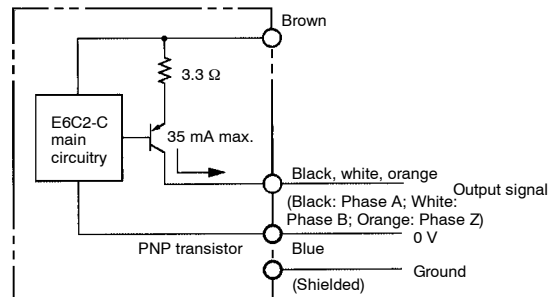 Brown
3.3 Ω
E6C2-C
main
circuitry
35 mA max.
Black, white, orange
Output signal
(Black: Phase A; White:
Phase B; Orange: Phase Z)
0 V
PNP transistor
Blue
Ground
(Shielded)